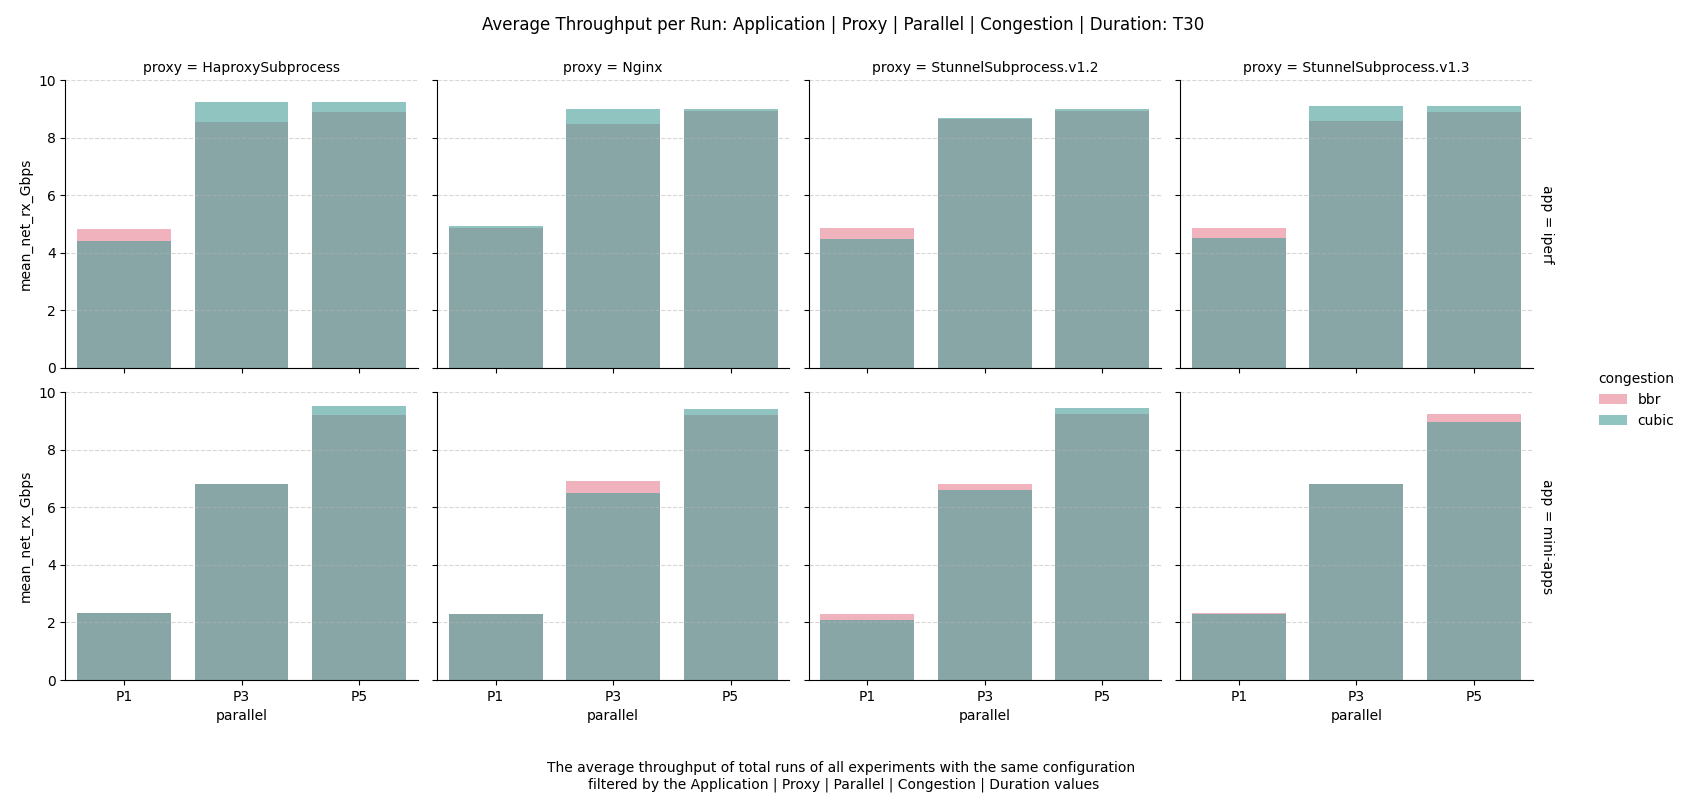 Average Throughput per Run: Application | Proxy | Parallel | Congestion | Duration: T30
proxy = HaproxySubprocess
proxy = Nginx
proxy = StunnelSubprocess.v1.2
proxy = StunnelSubprocess.v1.3
10
8
6
4
2
0
mean_net_rx_Gbps
app = iperf
10
8
6
4
2
0
mean_net_rx_Gbps
app = mini-apps
congestion
bbr
cubic
P1 P3 P5
P1 P3 P5
P1 P3 P5
P1 P3 P5
parallel
parallel
parallel
parallel
The average throughput of total runs of all experiments with the same configuration
filtered by the Application | Proxy | Parallel | Congestion | Duration values